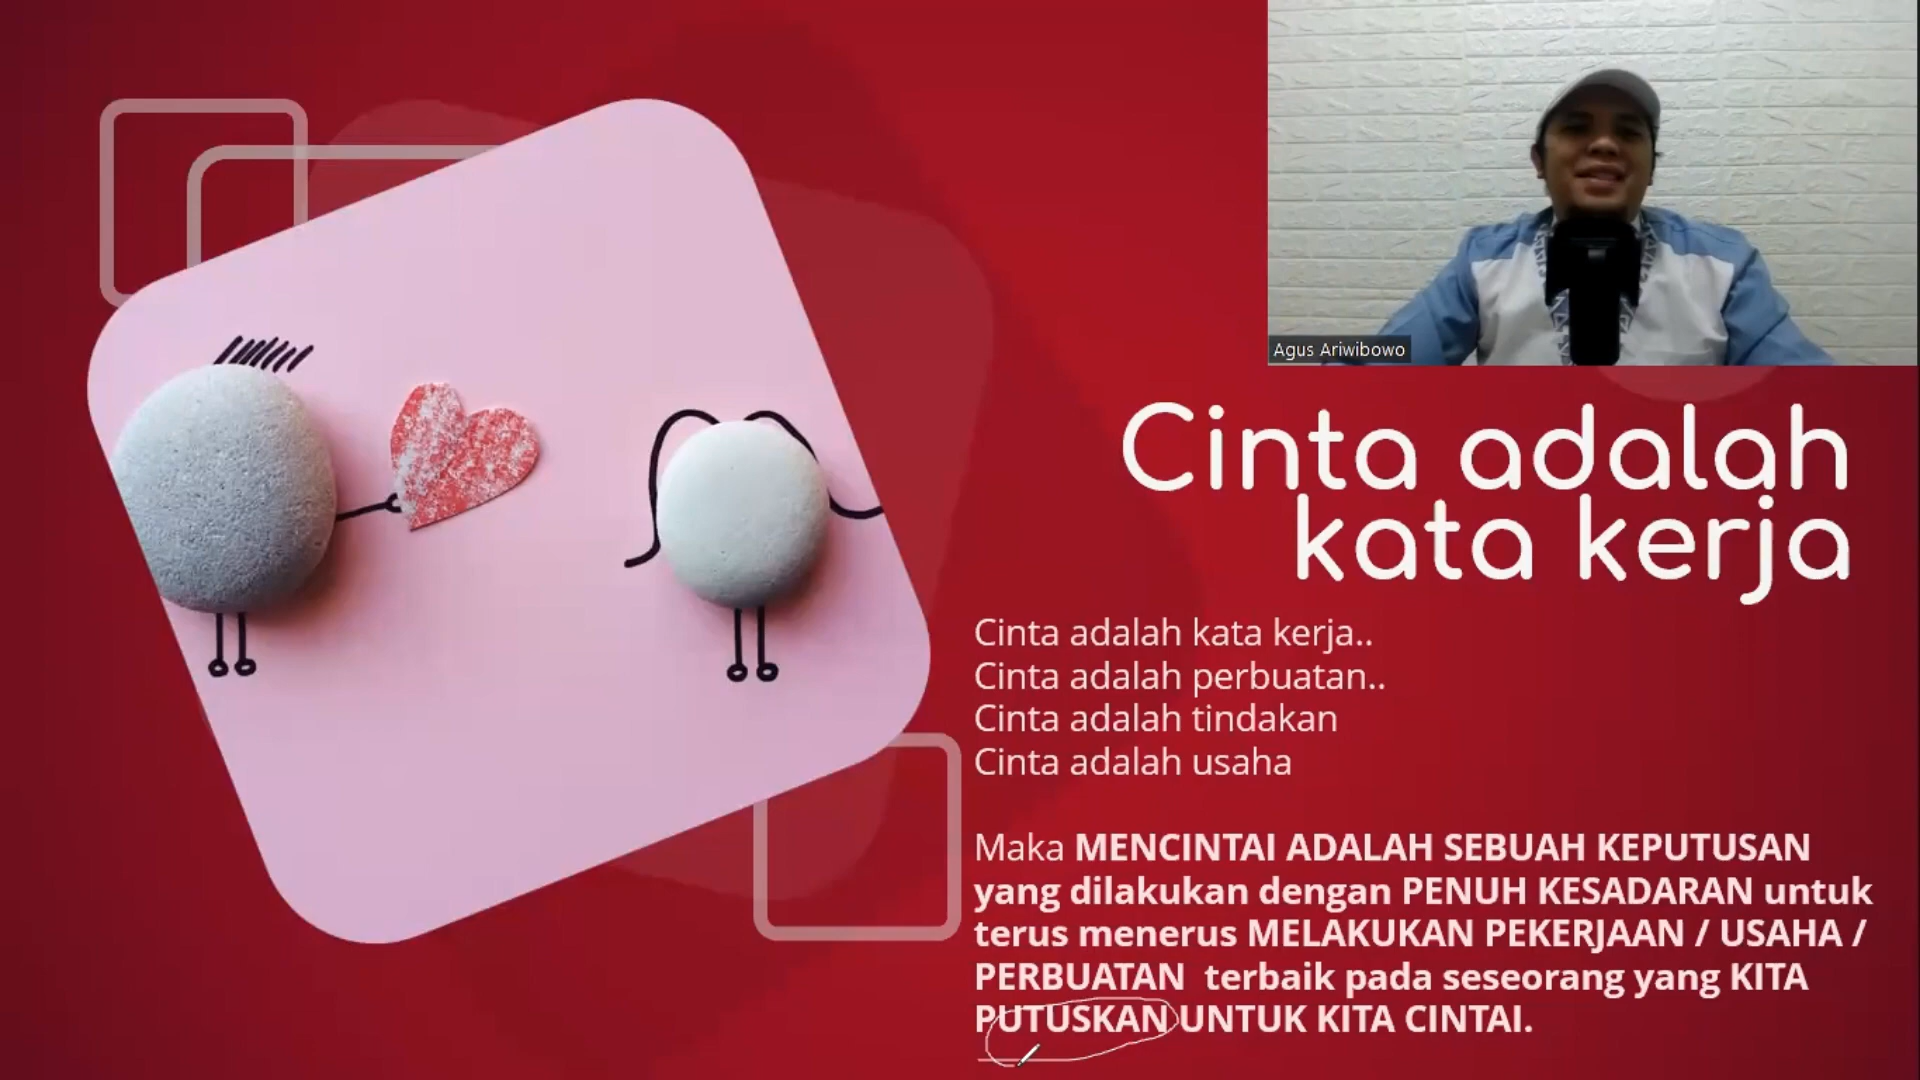 Agus Ariwibowo
Cinta adalah
kata kerja
Cinta adalah kata kerja..
Cinta adalah perbuatan..
Cinta adalah tindakan
Cinta adalah usaha
Maka MENCINTAI ADALAH SEBUAH KEPUTUSAN
yang dilakukan dengan PENUH KESADARAN untuk
terus menerus MELAKUKAN PEKERJAAN / USAHA /
PERBUATAN terbaik pada seseorang yang KITA
PUTUSKAN UNTUK KITA CINTAI.